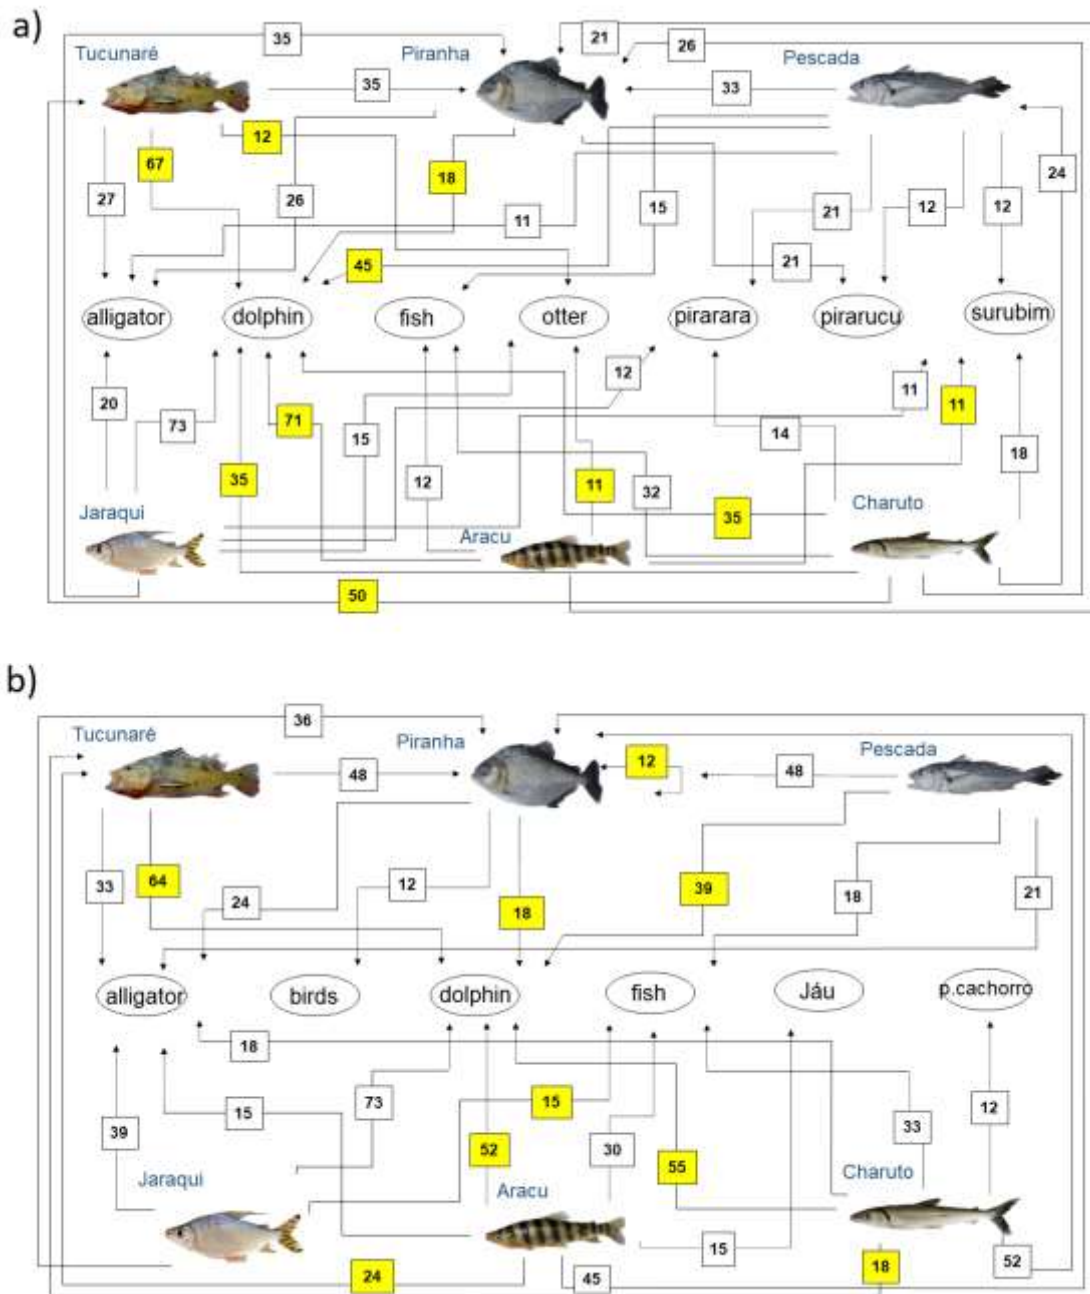 a)
35
21
26
Tucunaré
Piranha
Pescada
35
33
12
67
18
24
27
26
15
11
21
12
12
45
21
alligator
dolphin
fish
otter
pirarara
pirarucu
surubim
12
11
11
20
73
71
15
14
18
35
12
11
32
35
Jaraqui
Aracu
Charuto
50
b)
36
Tucunaré
Piranha
Pescada
48
12
48
33
64
24
12
18
39
18
21
alligator
birds
dolphin
fish
Jáu
p.cachorro
18
39
15
73
15
52
30
55
33
12
Jaraqui
Aracu
Charuto
24
45
15
18
52